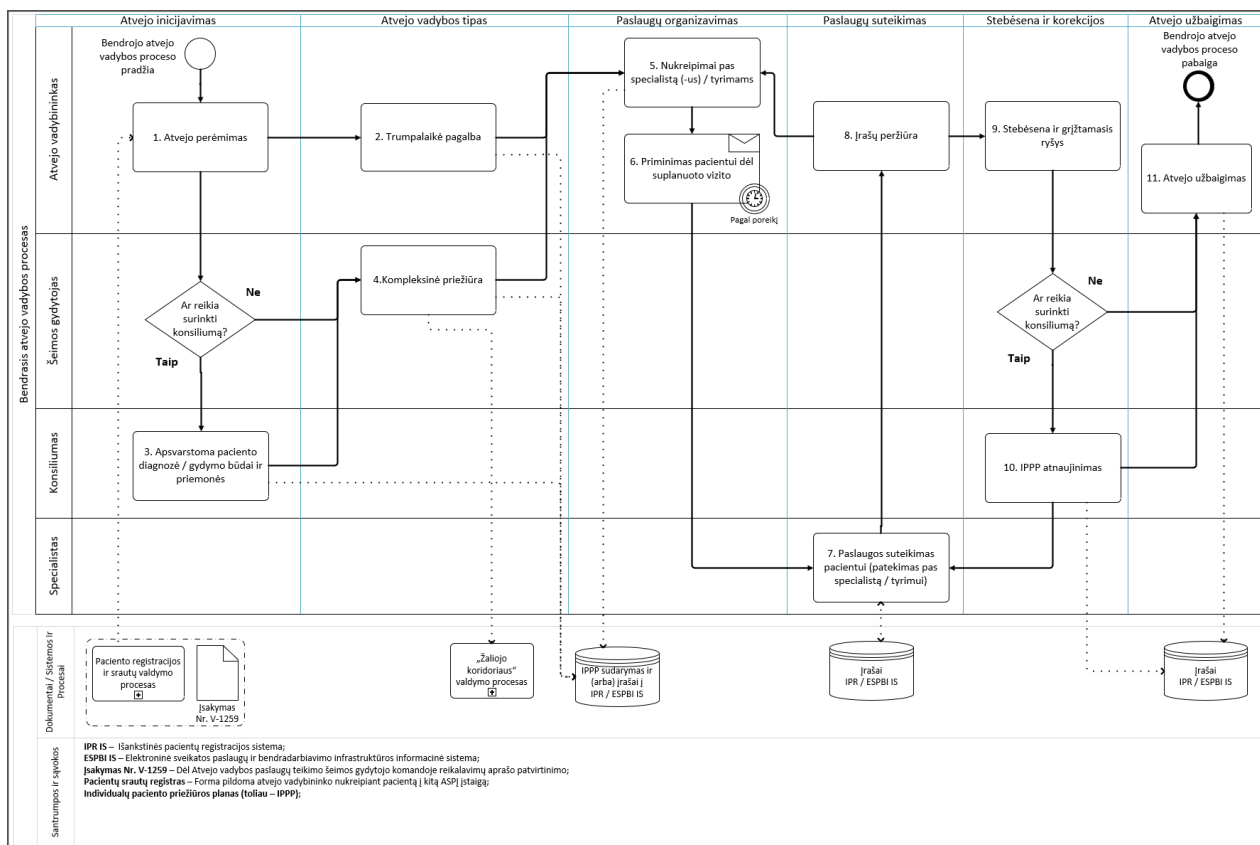 Atvejo inicijavimas
Atvejo vadybos tipas
Paslaugų organizavimas
Paslaugų suteikimas
Stebėsena ir korekcijos
Atvejo užbaigimas
Bendrasis atvejo vadybos procesas
Atvejo vadybininkas
Bendrojo atvejo
vadybos proceso
pradžia
1. Atvejo perėmimas
2. Trumpalaikė pagalba
5. Nukreipimai pas
specialistą (-us) / tyrimams
6. Priminimas pacientui dėl
suplanuoto vizito
Pagal poreikį
8. Įrašų peržiūra
9. Stebėsena ir grįžtamasis
ryšys
Bendrojo atvejo
vadybos proceso
pabaiga
11. Atvejo užbaigimas
Šeimos gydytojas
Ar reikia
surinkti
konsiliumą?
Ne
Taip
4.Kompleksinė priežiūra
Ar reikia
surinkti
konsiliumą?
Ne
Taip
Konsiliumas
3. Apsvarstoma paciento
diagnozė / gydymo būdai ir
priemonės
10. IPPP atnaujinimas
Specialistas
7. Paslaugos suteikimas
pacientui (patekimas pas
specialistą / tyrimui)
Dokumentai / Sistemos Ir
Procesai
Paciento registracijos
ir srautų valdymo
procesas
Įsakymas
Nr. V-1259
„Žaliojo
koridoriaus“
valdymo procesas
IPPP sudarymas ir
(arba) įrašai į
IPR / ESPBI IS
Įrašai
IPR / ESPBI IS
Įrašai
IPR / ESPBI IS
Santrumpos ir sąvokos
IPR IS – Išankstinės pacientų registracijos sistema;
ESPBI IS – Elektroninė sveikatos paslaugų ir bendradarbiavimo infrastruktūros informacinė sistema;
Įsakymas Nr. V-1259 – Dėl Atvejo vadybos paslaugų teikimo šeimos gydytojo komandoje reikalavimų aprašo patvirtinimo;
Pacientų srautų registras – Forma pildoma atvejo vadybininko nukreipiant pacientą į kitą ASPĮ įstaigą;
Individualų paciento priežiūros planas (toliau – IPPP);